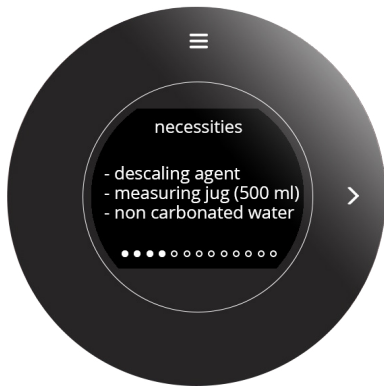 necessities
- descaling agent
- measuring jug (500 ml)
- non carbonated water